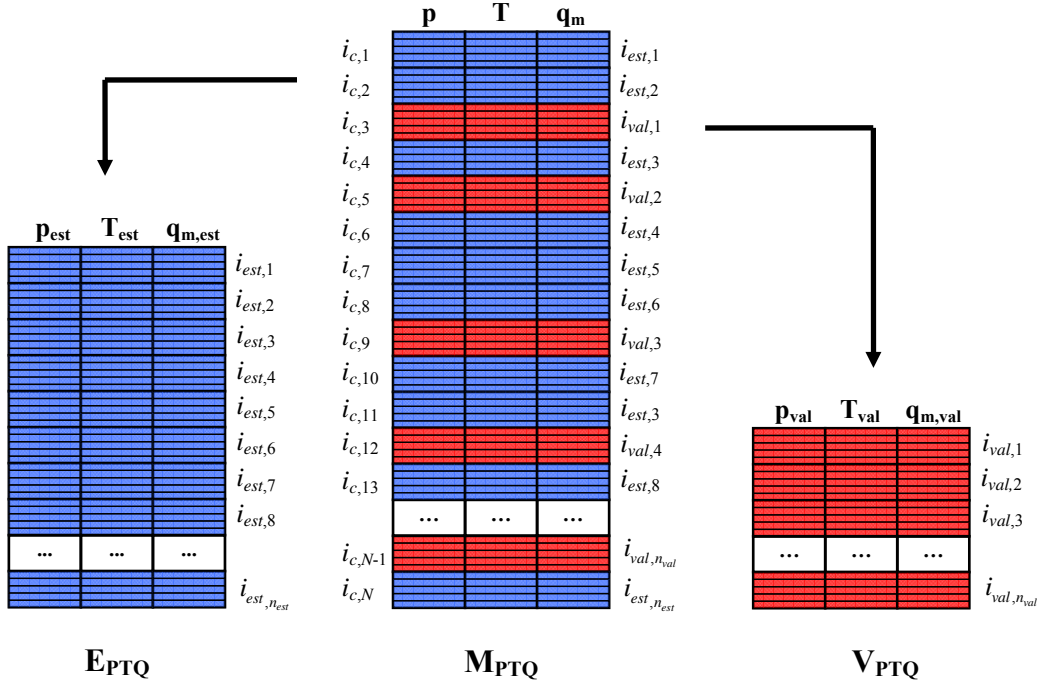 p T q_m
i_c,1 i_est,1
i_c,2 i_est,2
i_c,3 i_val,1
i_c,4 i_est,3
i_c,5 i_val,2
i_c,6 i_est,4
i_c,7 i_est,5
i_c,8 i_est,6
i_c,9 i_val,3
i_c,10 i_est,7
i_c,11 i_est,3
i_c,12 i_val,4
i_c,13 i_est,8
... ... ...
i_c,N-1 i_val,n_val
i_c,N i_est,n_est
M_PTQ
p_est T_est q_m,est
i_est,1
i_est,2
i_est,3
i_est,4
i_est,5
i_est,6
i_est,7
i_est,8
... ... ...
i_est,n_est
E_PTQ
p_val T_val q_m,val
i_val,1
i_val,2
i_val,3
... ... ...
i_val,n_val
V_PTQ